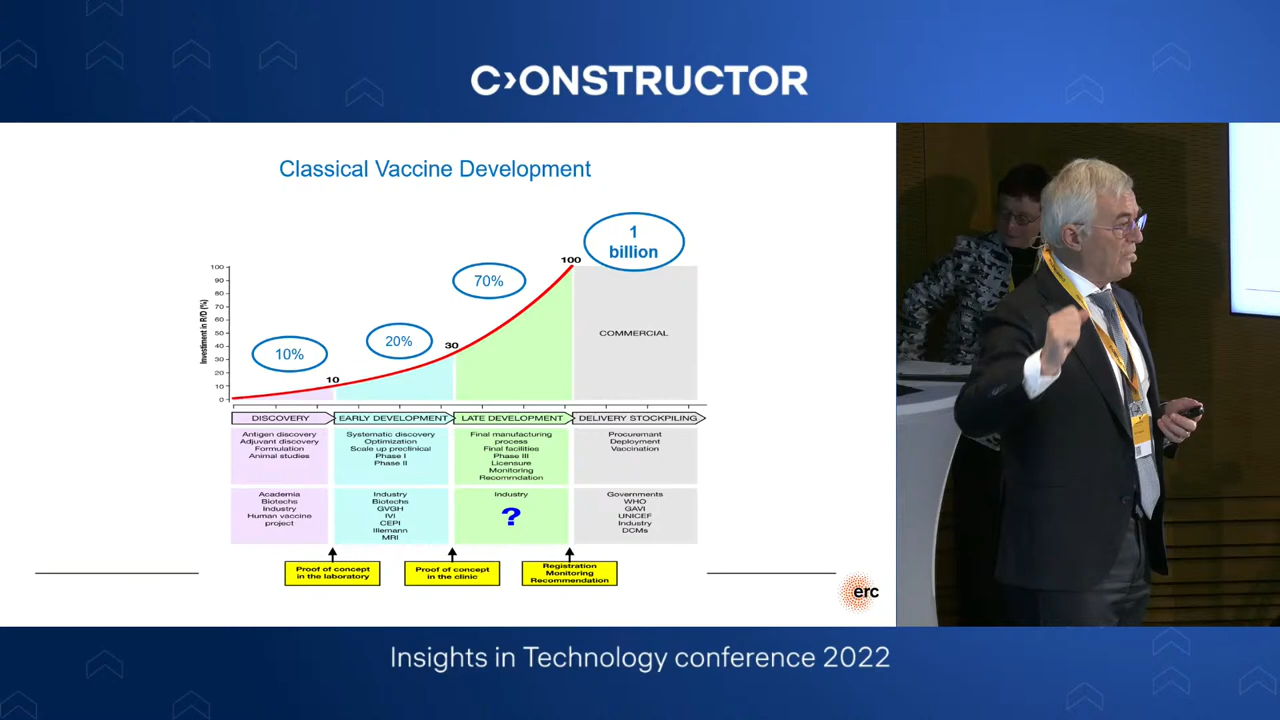 C›ONSTRUCTOR
Classical Vaccine Development
1
billion
100
70%
20%
30
10%
10
Investiment in R/D (%)
100
90
80
70
60
50
40
30
20
10
0
COMMERCIAL
DISCOVERY
EARLY DEVELOPMENT
LATE DEVELOPMENT
DELIVERY STOCKPILING
Antigen discovery
Adjuvant discovery
Formulation
Animal studies
Systematic discovery
Optimization
Scale up preclinical
Phase I
Phase II
Final manufacturing
process
Final facilities
Phase III
Licensure
Monitoring
Recommdation
Procuremant
Deployment
Vaccination
Academia
Biotechs
Industry
Human vaccine
project
Industry
Biotechs
GVGH
IVI
CEPI
Illemann
MRI
Industry
?
Governments
WHO
GAVI
UNICEF
Industry
DCMs
Proof of concept
in the laboratory
Proof of concept
in the clinic
Registration
Monitoring
Recommendation
erc
Insights in Technology conference 2022